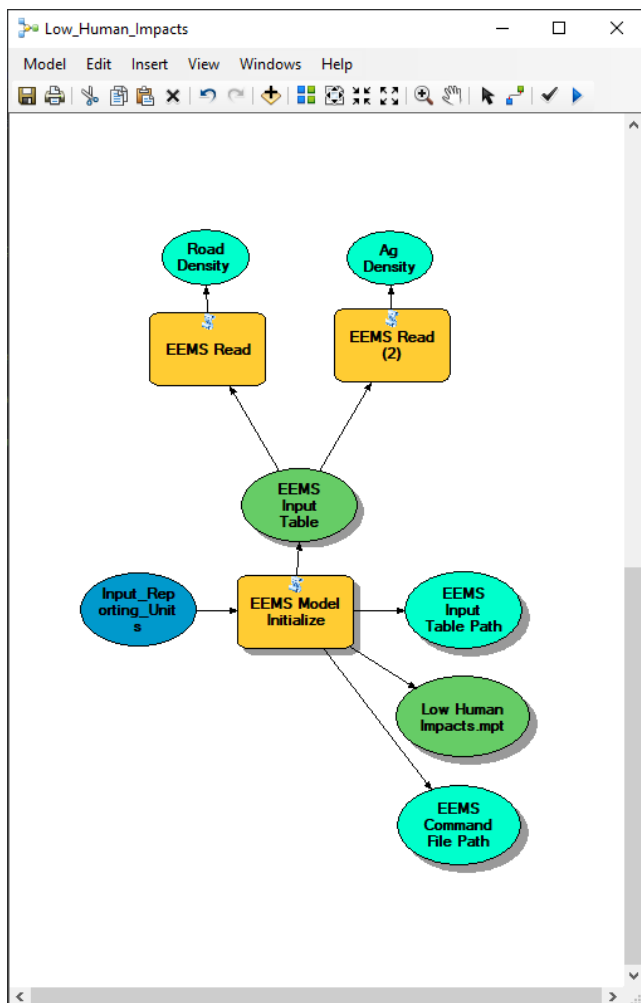 Low_Human_Impacts
Model Edit Insert View Windows Help
Road
Density
Ag
Density
EEMS Read
EEMS Read
(2)
EEMS
Input
Table
Input_Rep
orting_Unit
s
EEMS Model
Initialize
EEMS
Input
Table Path
Low Human
Impacts.mpt
EEMS
Command
File Path